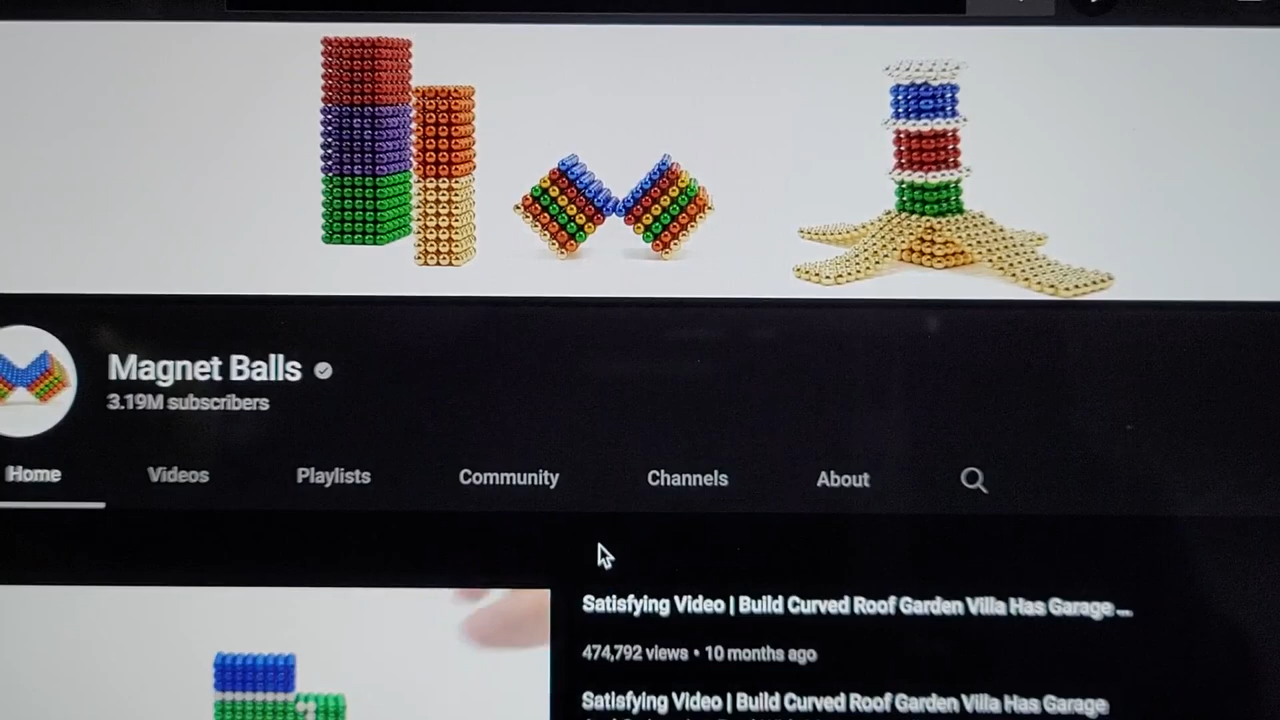 Magnet Balls
3.19M subscribers
Home Videos Playlists Community Channels About
Satisfying Video | Build Curved Roof Garden Villa Has Garage ...
474,792 views • 10 months ago
Satisfying Video | Build Curved Roof Garden Villa Has Garage